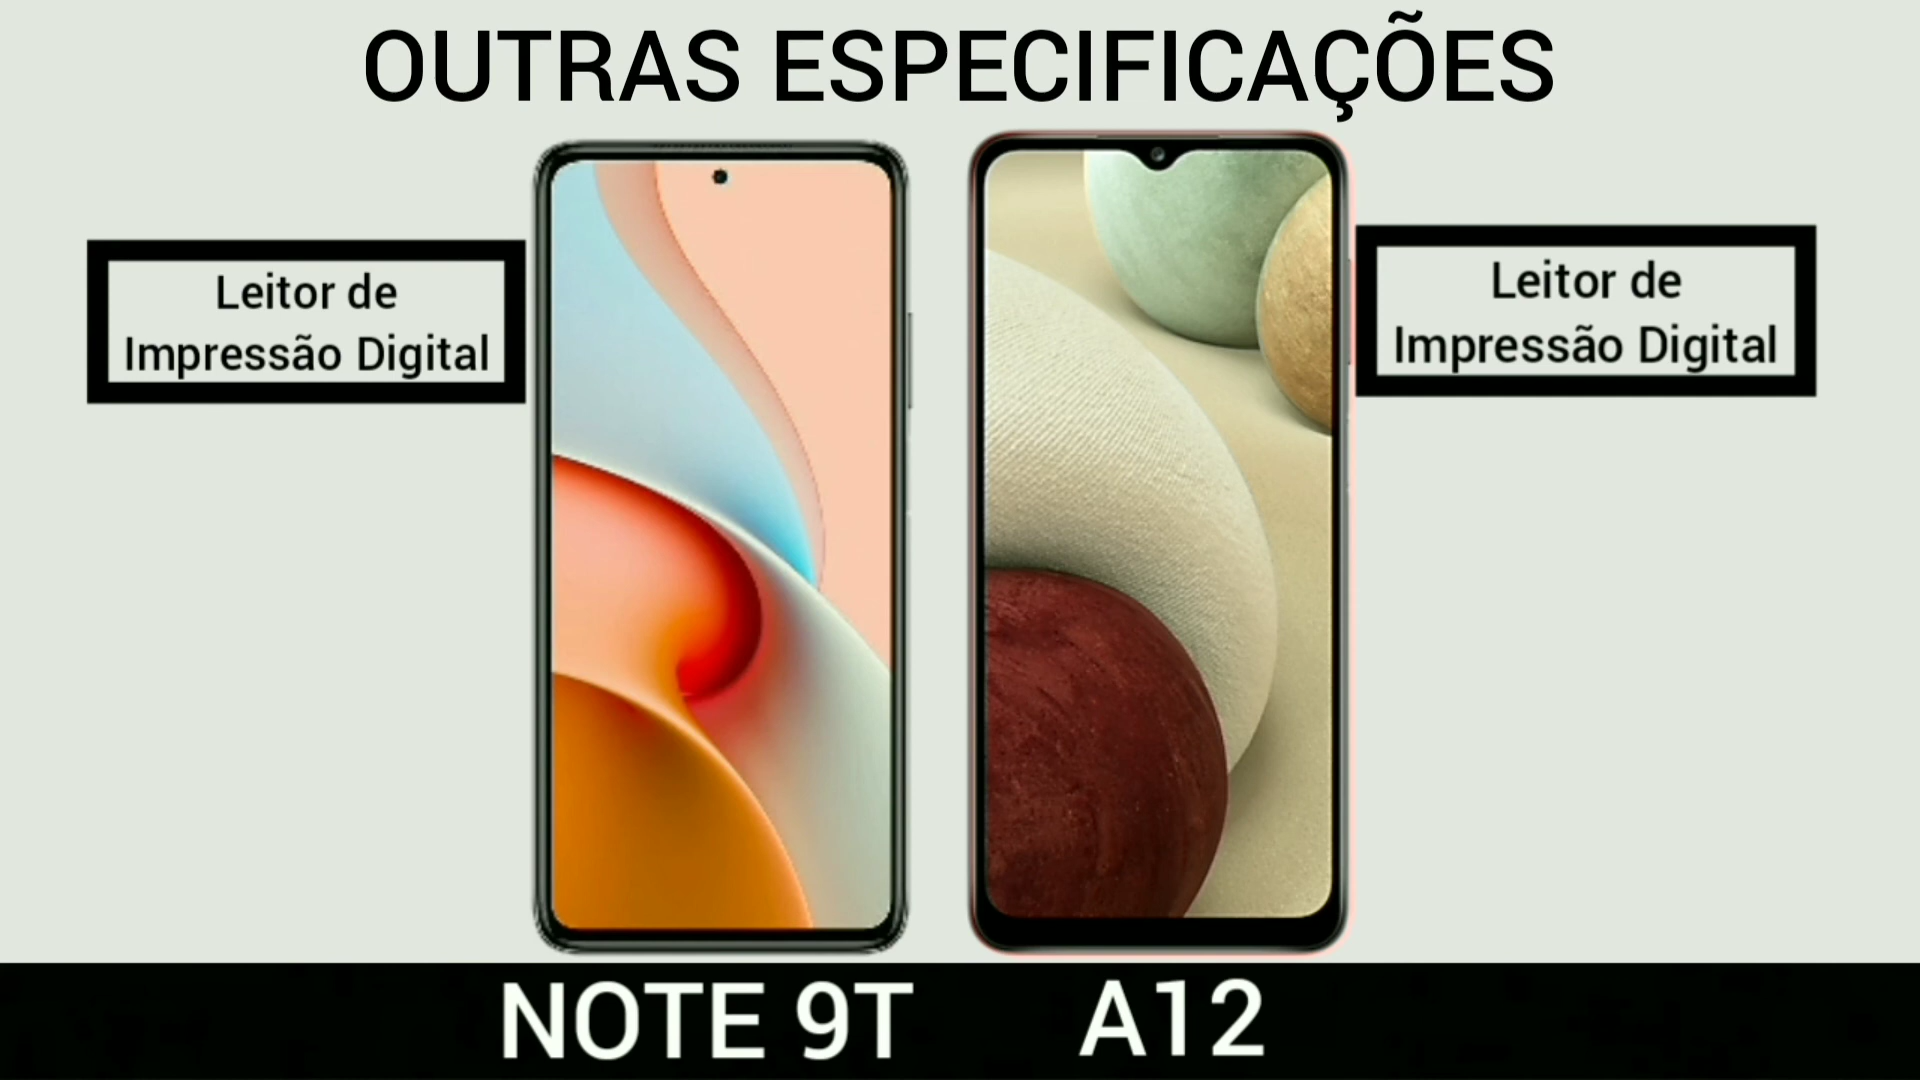 OUTRAS ESPECIFICAÇÕES
Leitor de
Impressão Digital
Leitor de
Impressão Digital
NOTE 9T
A12